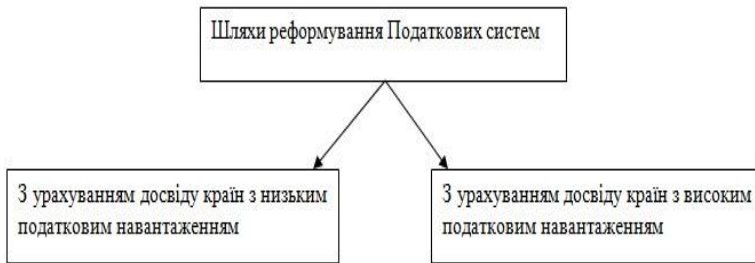 Шляхи реформування Податкових систем
З урахуванням досвіду країн з низьким
податковим навантаженням
З урахуванням досвіду країн з високим
податковим навантаженням